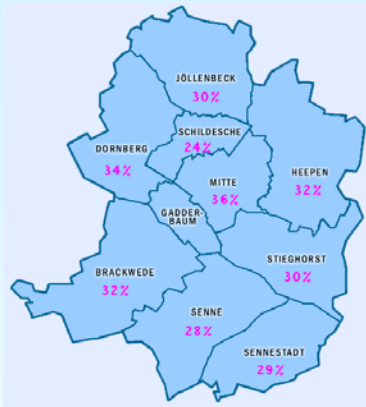 JÖLLENBECK
30%
SCHILDESCHE
24%
DORNBERG
34%
HEEPEN
32%
MITTE
36%
GADDER-
BAUM
STIEGHORST
30%
BRACKWEDE
32%
SENNE
28%
SENNESTADT
29%